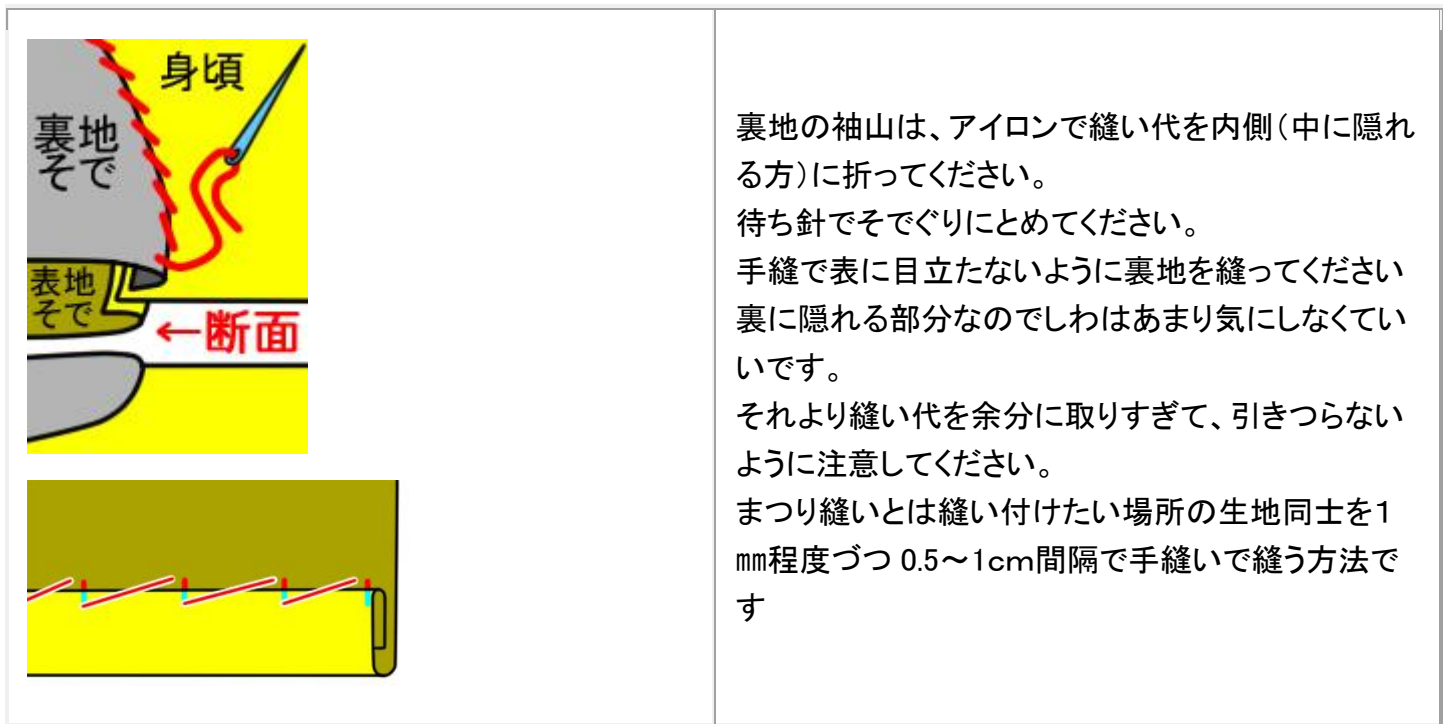 身頃
裏地
そで
表地
そで
←断面
裏地の袖山は、アイロンで縫い代を内側(中に隠れ
る方)に折ってください。
待ち針でそでぐりにとめてください。
手縫で表に目立たないように裏地を縫ってください
裏に隠れる部分なのでしわはあまり気にしなくてい
いです。
それより縫い代を余分に取りすぎて、引きつらない
ように注意してください。
まつり縫いとは縫い付けたい場所の生地同士を1
㎜程度づつ 0.5~1cm間隔で手縫いで縫う方法で
す